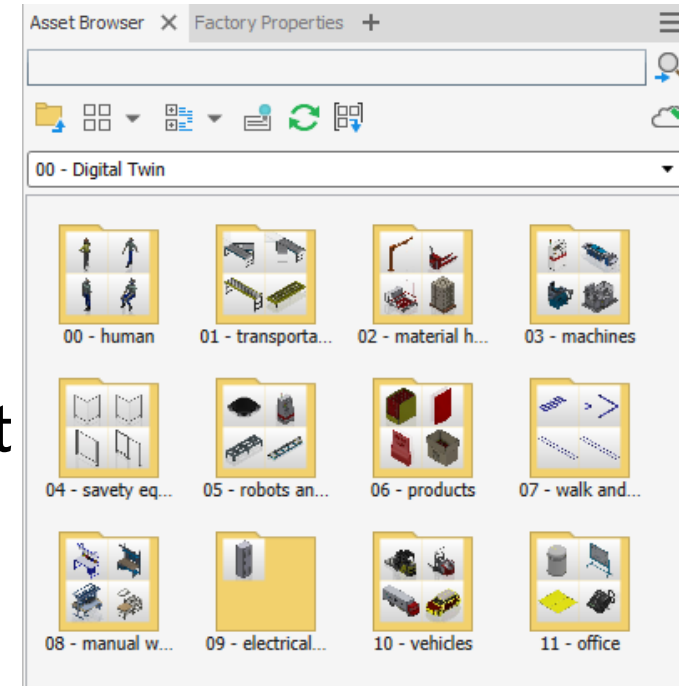 Asset Browser Factory Properties
00 - Digital Twin
00 - human 01 - transporta... 02 - material h... 03 - machines
t
04 - savety eq... 05 - robots an... 06 - products 07 - walk and...
08 - manual w... 09 - electrical... 10 - vehicles 11 - office